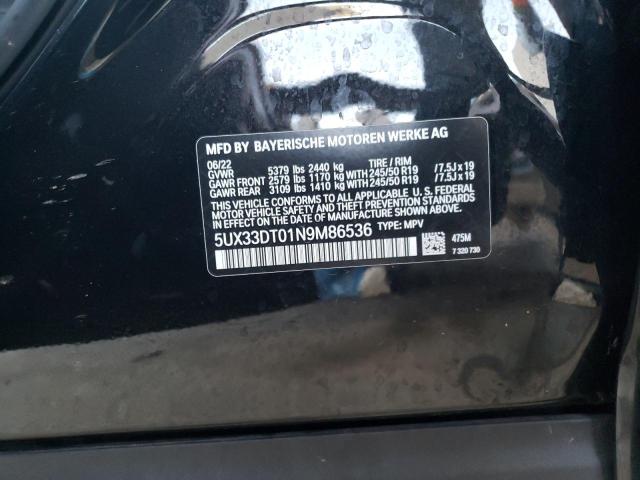 MFD BY BAYERISCHE MOTOREN WERKE AG
06/22
GVWR 5379 lbs 2440 kg TIRE / RIM
GAWR FRONT 2579 lbs 1170 kg WITH 245/50 R19 /7.5J x 19
GAWR REAR 3109 lbs 1410 kg WITH 245/50 R19 /7.5J x 19
THIS VEHICLE CONFORMS TO ALL APPLICABLE U. S. FEDERAL
MOTOR VEHICLE SAFETY, BUMPER, AND THEFT PREVENTION STANDARDS
IN EFFECT ON THE DATE OF MANUFACTURE SHOWN ABOVE.
5UX33DT01N9M86536 TYPE: MPV
475M
7 320 730